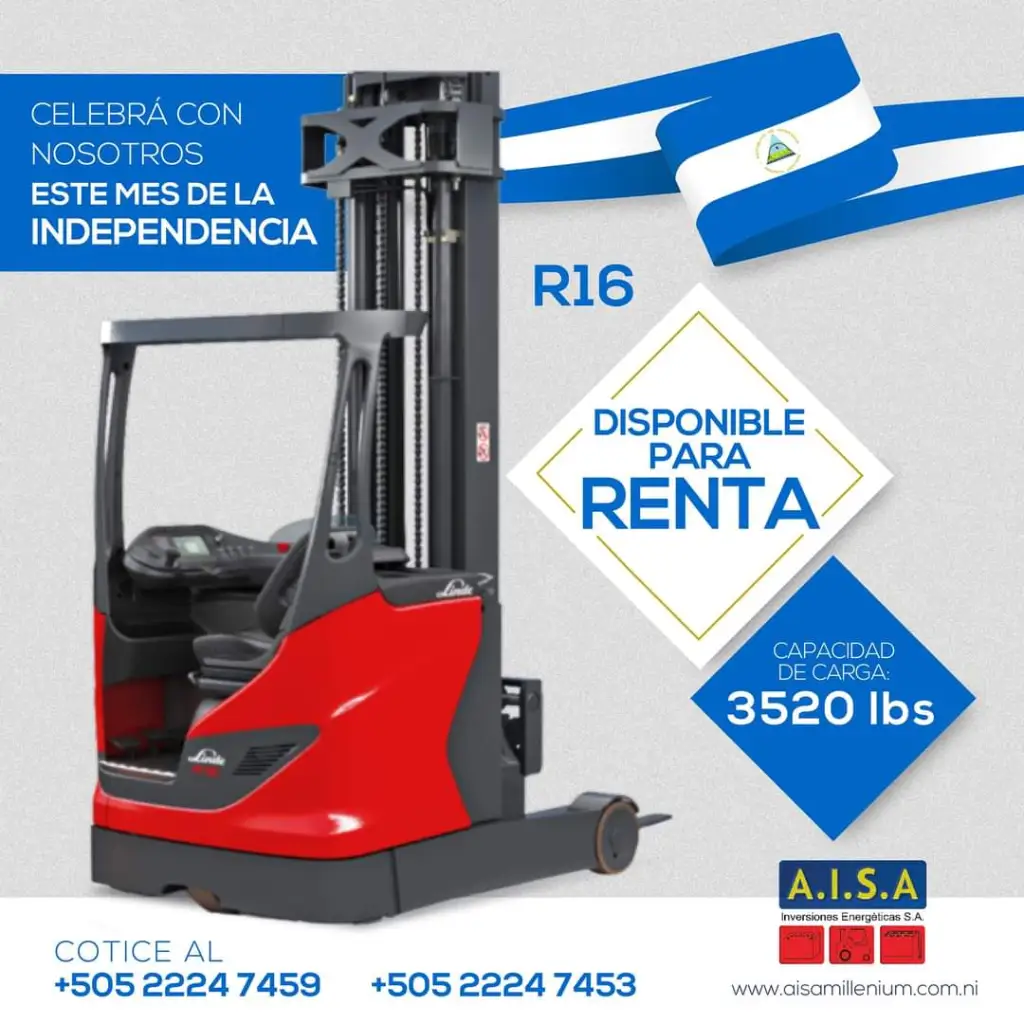 CELEBRÁ CON
NOSOTROS
ESTE MES DE LA
INDEPENDENCIA
R16
DISPONIBLE
PARA
RENTA
CAPACIDAD
DE CARGA:
3520 lbs
Linde
Linde
A.I.S.A
Inversiones Energéticas S.A.
COTICE AL
+505 2224 7459
+505 2224 7453
www.aisamillenium.com.ni